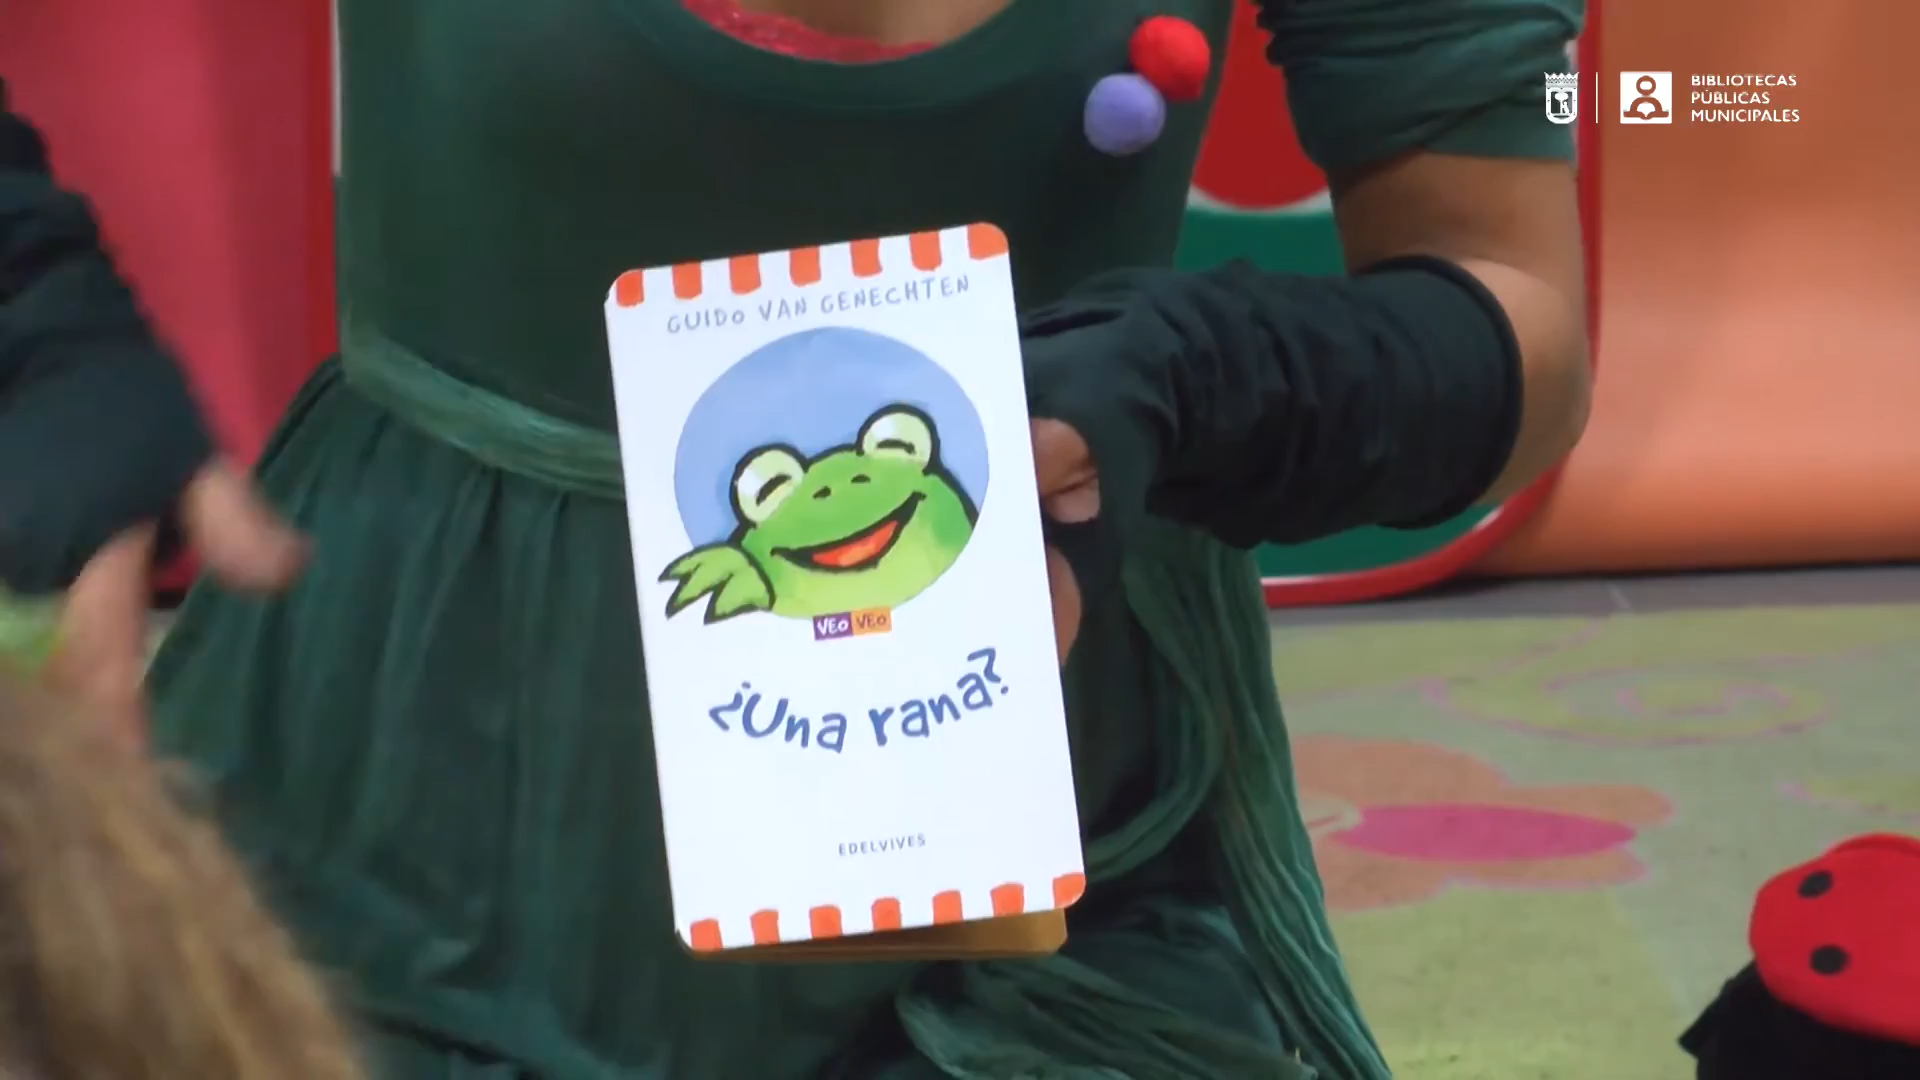 BIBLIOTECAS
PÚBLICAS
MUNICIPALES
GUIDO VAN GENECHTEN
VEO VEO
¿Una rana?
EDELVIVES